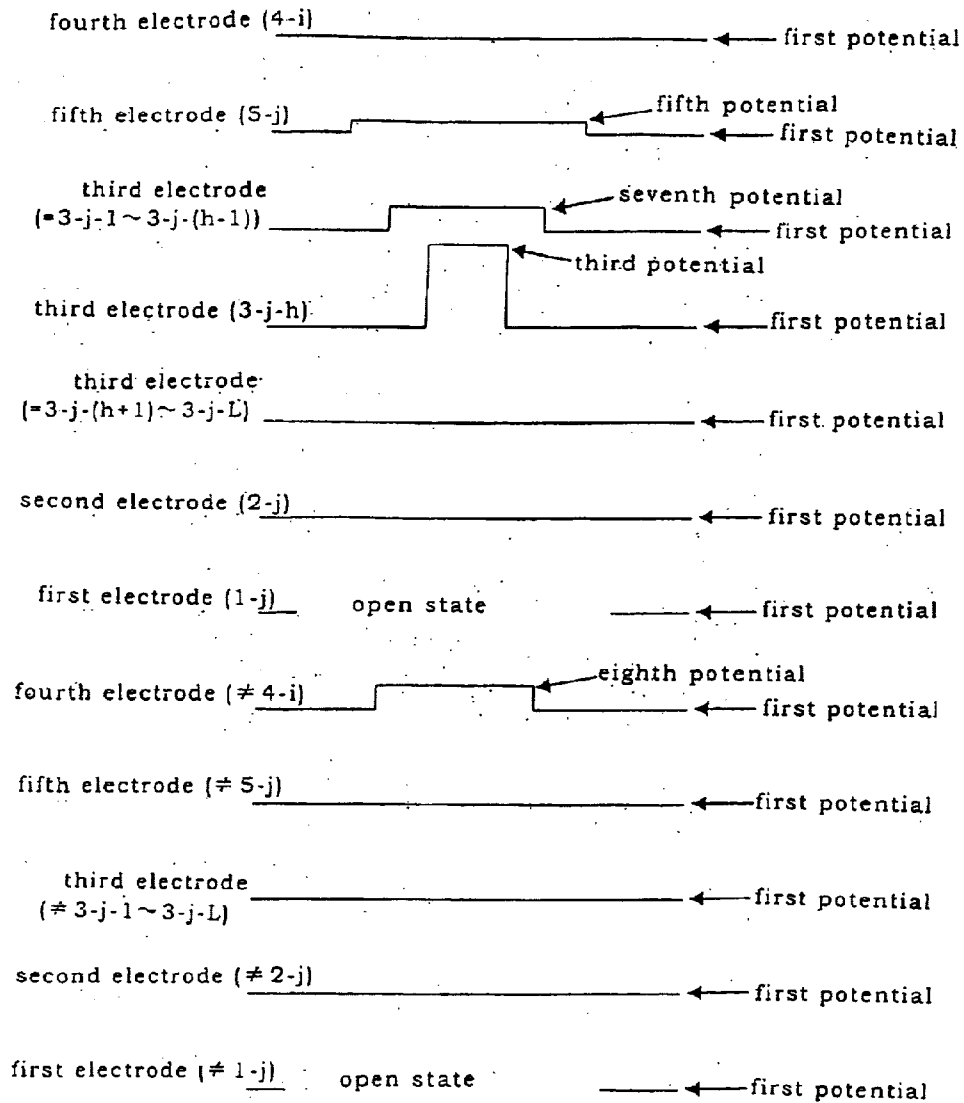 fourth electrode (4-i)
first potential
fifth electrode (5-j)
fifth potential
first potential
third electrode
(=3-j-1～3-j-(h-1))
seventh potential
first potential
third potential
third electrode (3-j-h)
first potential
third electrode
(=3-j-(h+1)～3-j-L)
first potential
second electrode (2-j)
first potential
first electrode (1-j)
open state
first potential
fourth electrode (≠4-i)
eighth potential
first potential
fifth electrode (≠5-j)
first potential
third electrode
(≠3-j-1～3-j-L)
first potential
second electrode (≠2-j)
first potential
first electrode (≠1-j)
open state
first potential